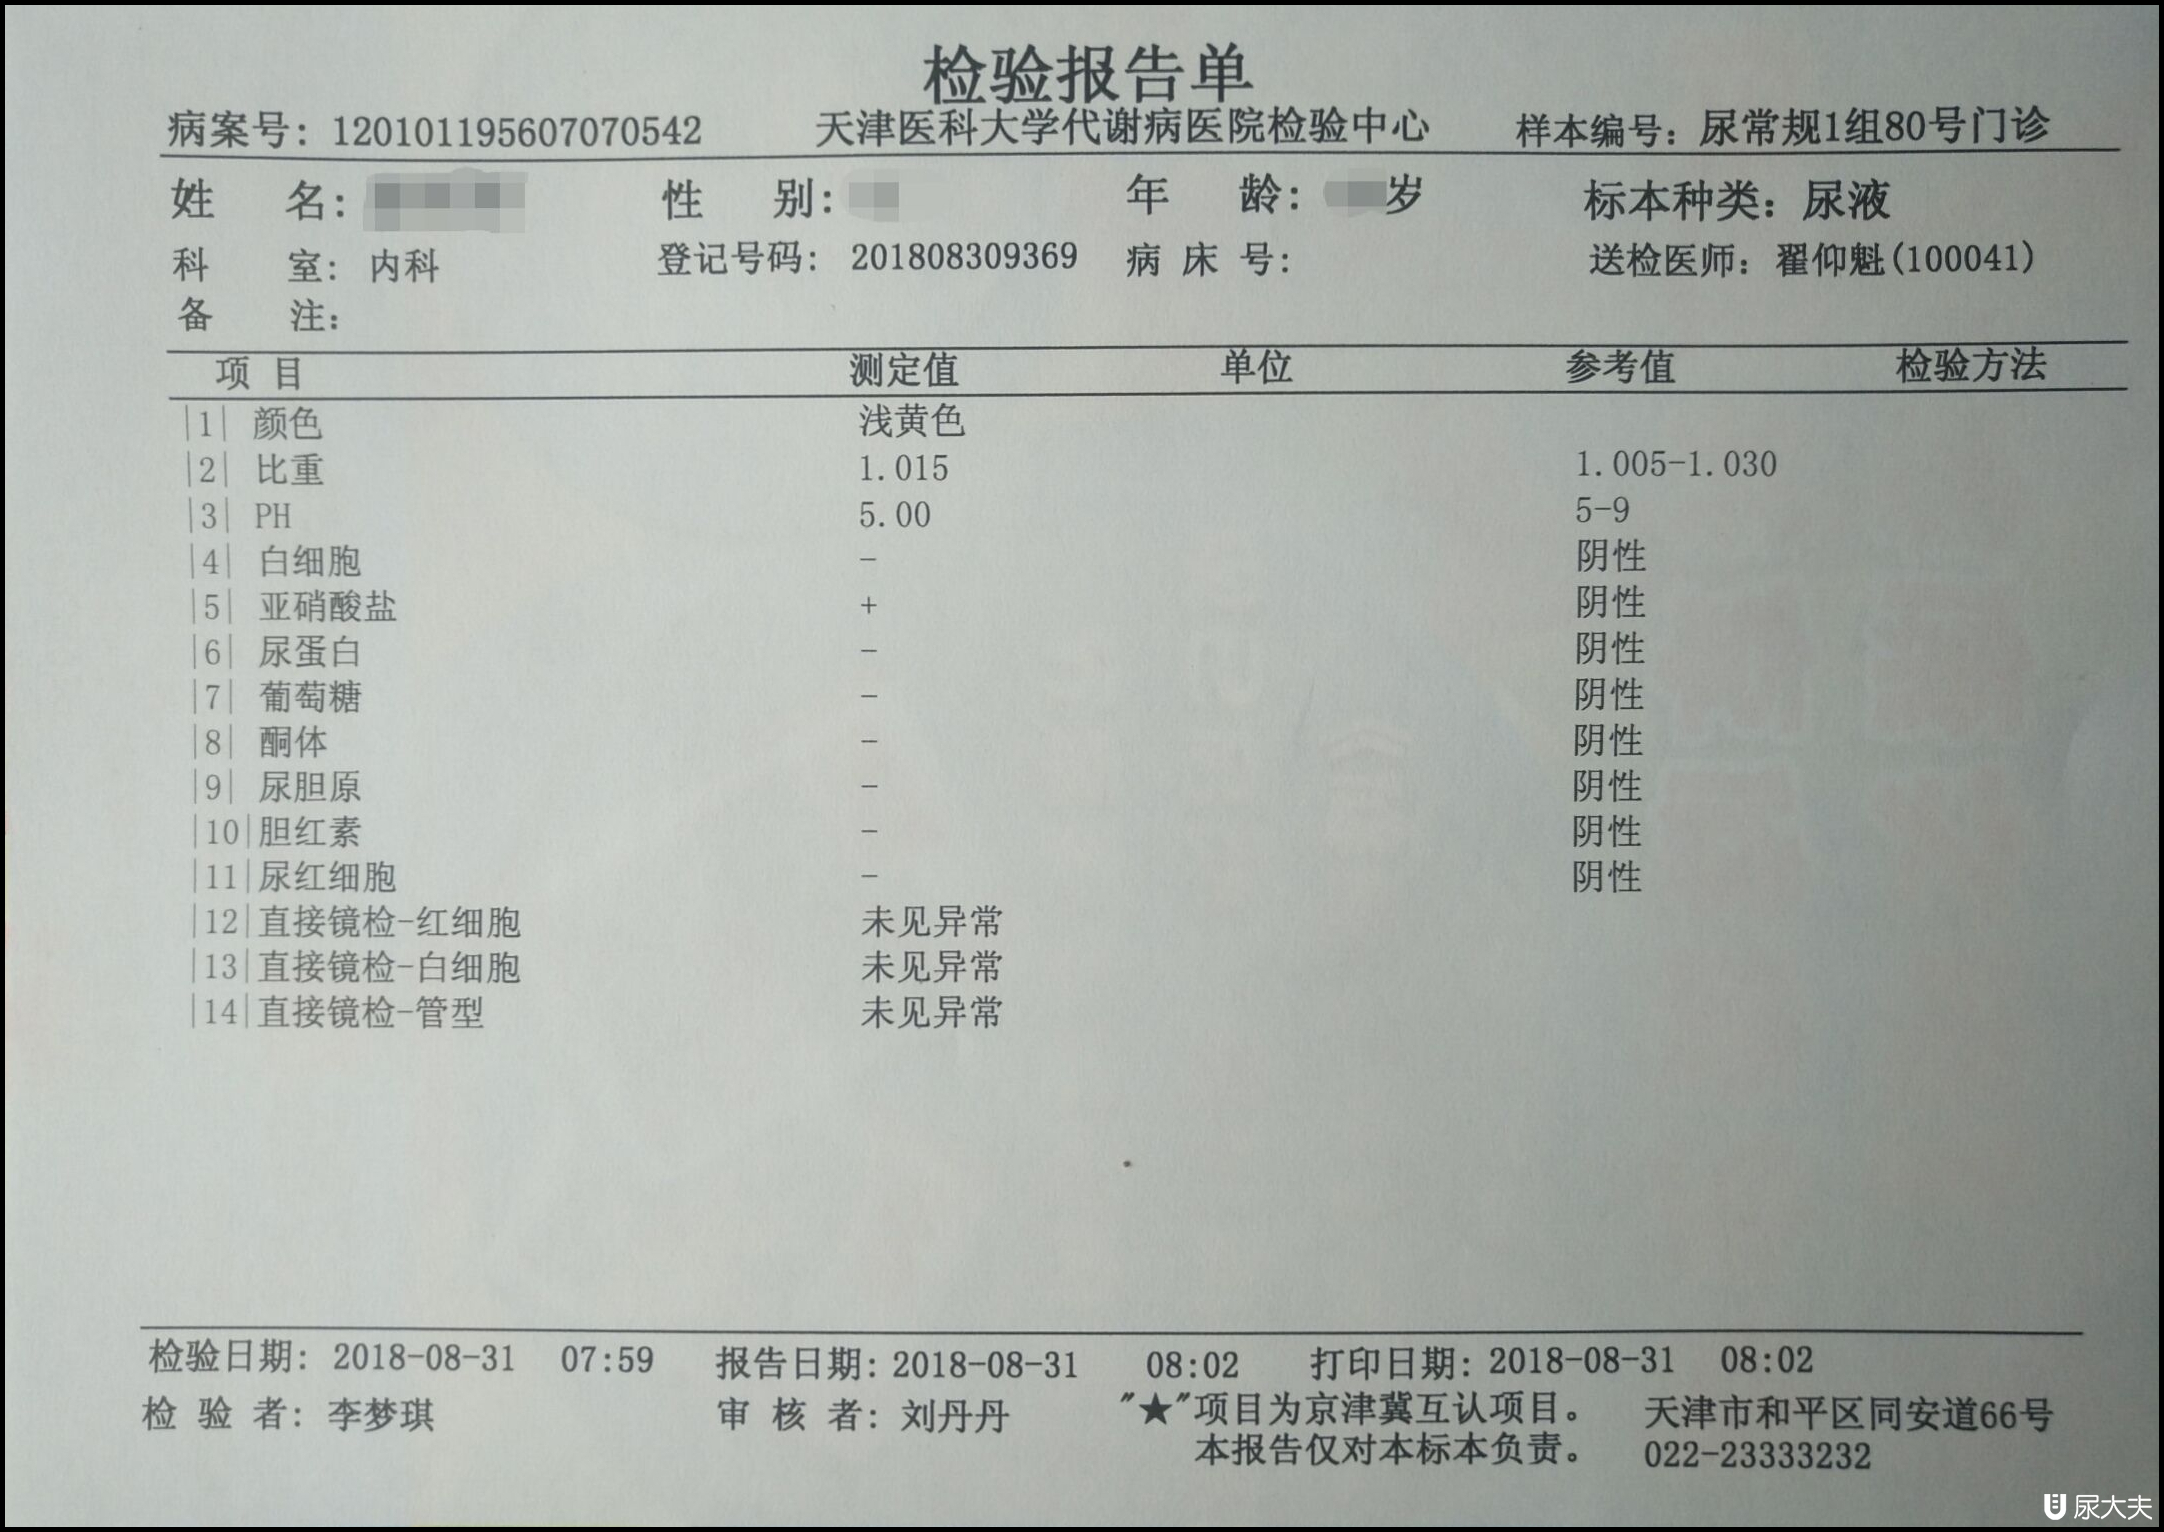 检验报告单
病案号: 120101195607070542 天津医科大学代谢病医院检验中心 样本编号: 尿常规1组80号门诊
姓 名: 性 别: 年 龄: 岁 标本种类: 尿液
科 室: 内科 登记号码: 201808309369 病 床 号: 送检医师: 翟仰魁(100041)
备 注:
项 目 测定值 单位 参考值 检验方法
|1| 颜色 浅黄色
|2| 比重 1.015 1.005-1.030
|3| PH 5.00 5-9
|4| 白细胞 - 阴性
|5| 亚硝酸盐 + 阴性
|6| 尿蛋白 - 阴性
|7| 葡萄糖 - 阴性
|8| 酮体 - 阴性
|9| 尿胆原 - 阴性
|10|胆红素 - 阴性
|11|尿红细胞 - 阴性
|12|直接镜检-红细胞 未见异常
|13|直接镜检-白细胞 未见异常
|14|直接镜检-管型 未见异常
检验日期: 2018-08-31 07:59 报告日期: 2018-08-31 08:02 打印日期: 2018-08-31 08:02
检 验 者: 李梦琪 审 核 者: 刘丹丹 "★"项目为京津冀互认项目。 天津市和平区同安道66号
本报告仅对本标本负责。 022-23333232
尿大夫